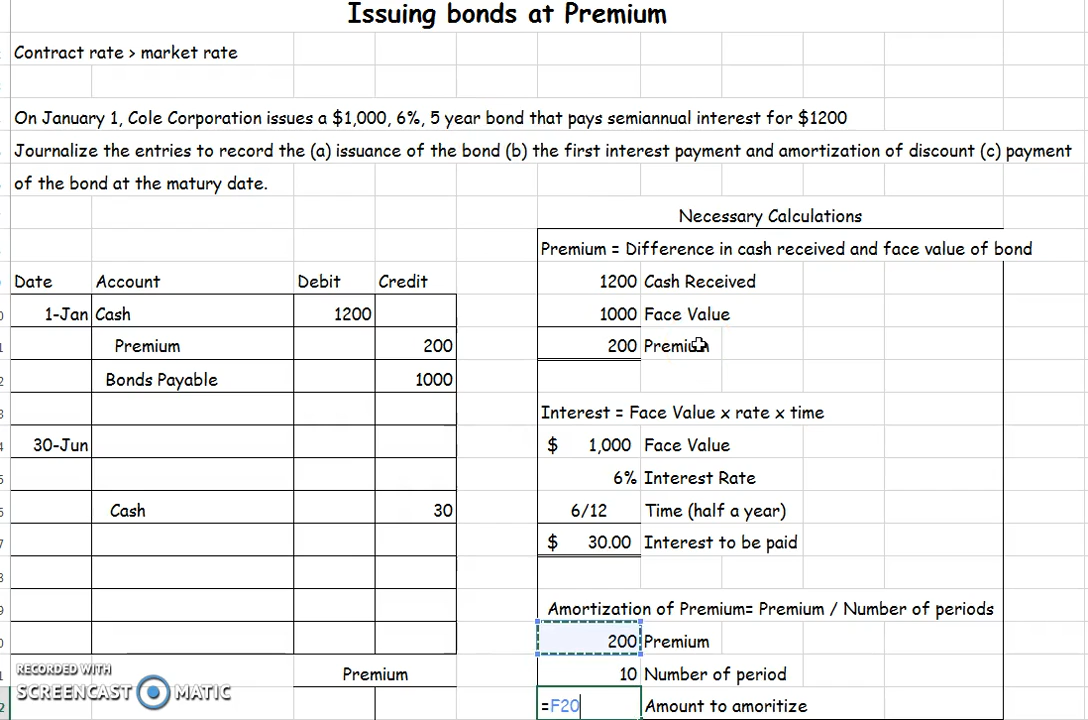 Issuing bonds at Premium
Contract rate > market rate
On January 1, Cole Corporation issues a $1,000, 6%, 5 year bond that pays semiannual interest for $1200
Journalize the entries to record the (a) issuance of the bond (b) the first interest payment and amortization of discount (c) payment
of the bond at the matury date.
Necessary Calculations
Premium = Difference in cash received and face value of bond
Date Account Debit Credit 1200 Cash Received
1-Jan Cash 1200 1000 Face Value
Premium 200 200 Premium
Bonds Payable 1000
Interest = Face Value x rate x time
30-Jun $ 1,000 Face Value
6% Interest Rate
Cash 30 6/12 Time (half a year)
$ 30.00 Interest to be paid
Amortization of Premium= Premium / Number of periods
200 Premium
RECORDED WITH
Premium 10 Number of period
SCREENCAST MATIC =F20 Amount to amoritize